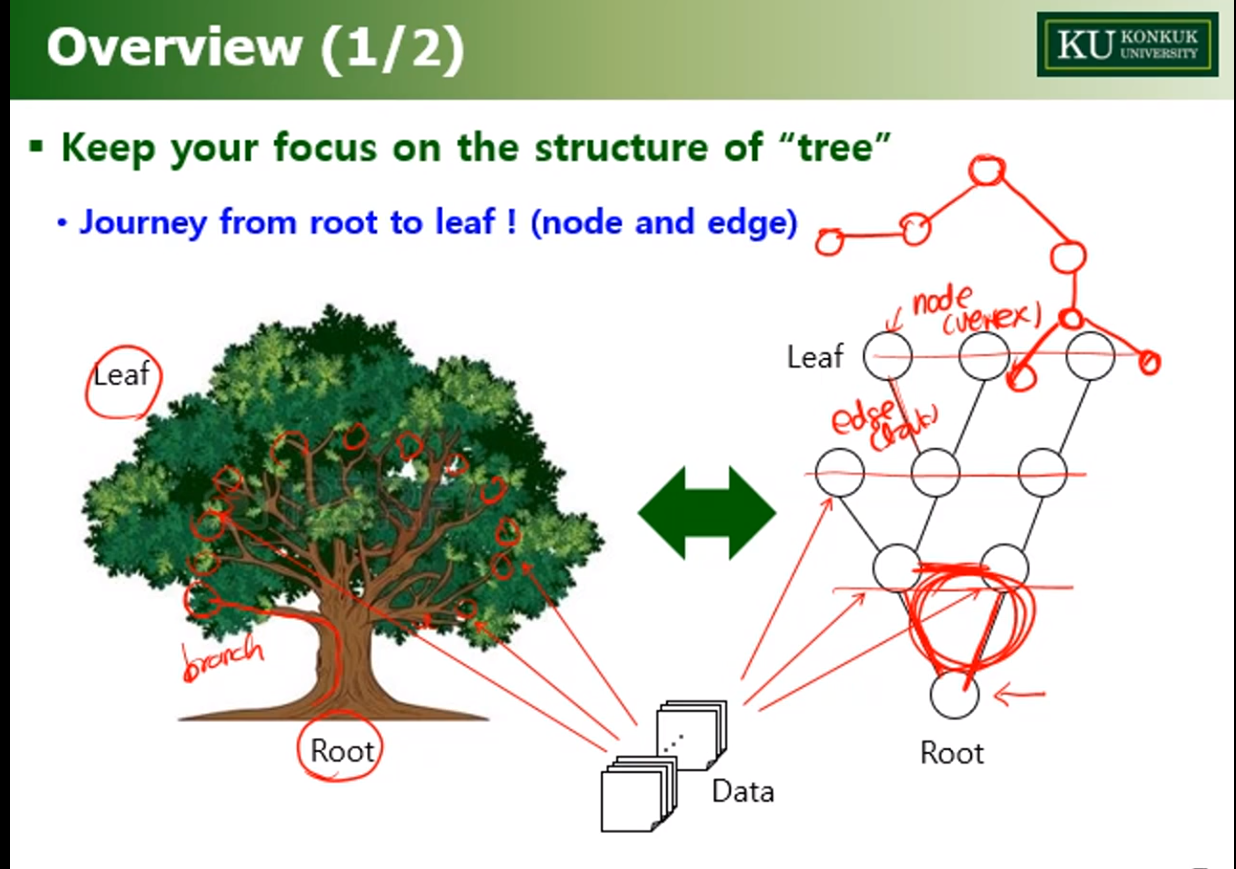 Overview (1/2)
KU KONKUK
UNIVERSITY
▪ Keep your focus on the structure of “tree”
• Journey from root to leaf ! (node and edge)
node
Leaf
Leaf
edge
branch
Root
Root
Data